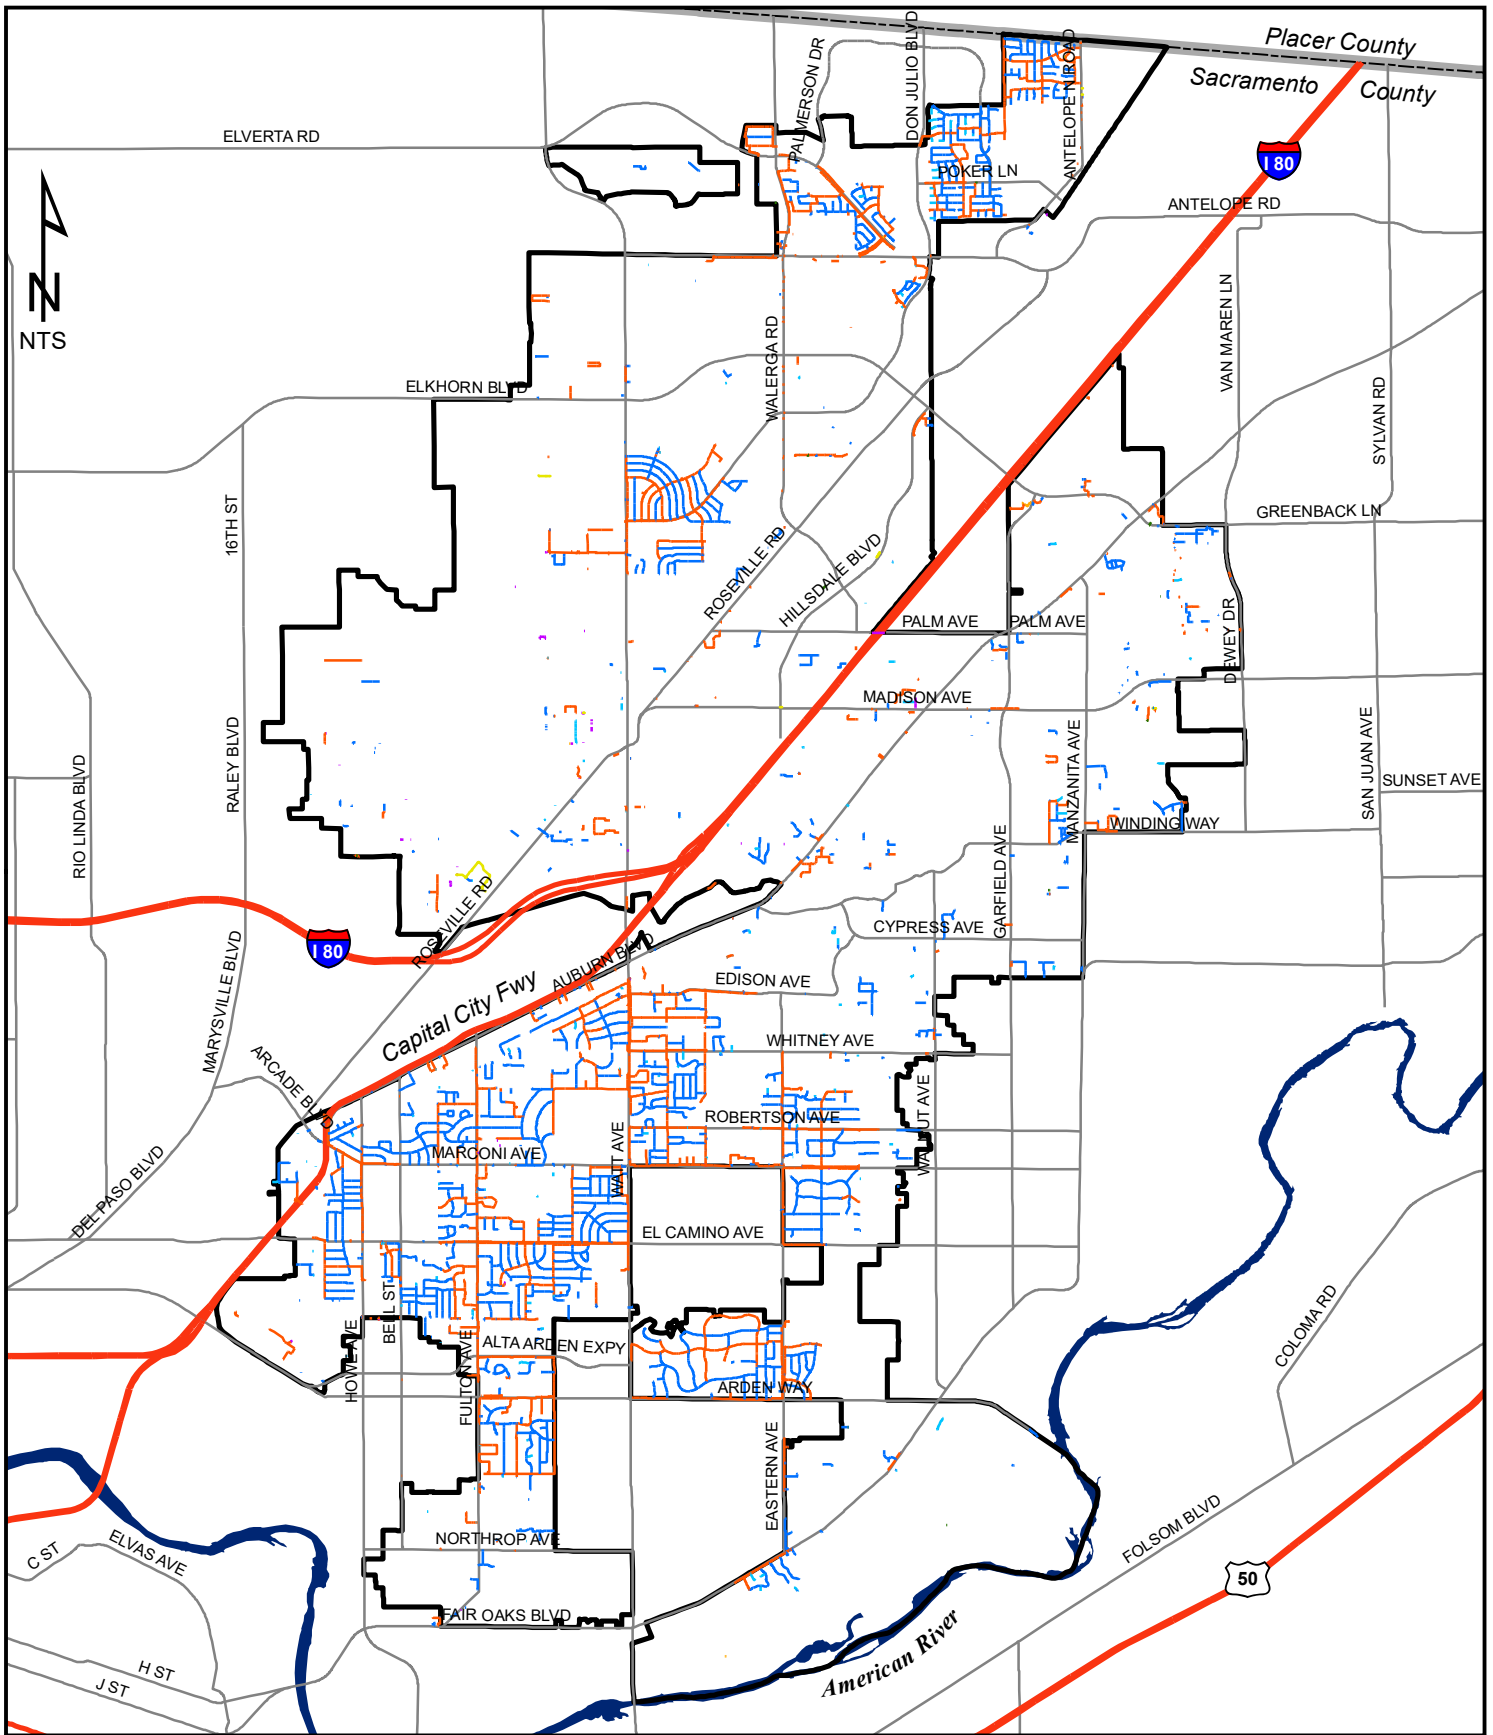 Placer County
Sacramento County
PALMERSON DR
DON JULIO BLVD
ANTELOPE N ROAD
ELVERTA RD
I 80
POKER LN
ANTELOPE RD
N
NTS
VAN MAREN LN
WALERGA RD
ELKHORN BLVD
SYLVAN RD
16TH ST
GREENBACK LN
ROSEVILLE RD
HILLSDALE BLVD
PALM AVE
PALM AVE
DEWEY DR
MADISON AVE
RALEY BLVD
RIO LINDA BLVD
MANZANITA AVE
SAN JUAN AVE
SUNSET AVE
WINDING WAY
GARFIELD AVE
ROSEVILLE RD
I 80
CYPRESS AVE
MARYSVILLE BLVD
AUBURN BLVD
EDISON AVE
Capital City Fwy
WHITNEY AVE
ARCADE BLVD
ROBERTSON AVE
WALNUT AVE
MARCONI AVE
WATT AVE
DEL PASO BLVD
EL CAMINO AVE
BELL ST
HOWE AVE
FULTON AVE
ALTA ARDEN EXPY
COLOMA RD
ARDEN WAY
EASTERN AVE
NORTHROP AVE
C ST
ELVAS AVE
FOLSOM BLVD
50
FAIR OAKS BLVD
American River
H ST
J ST